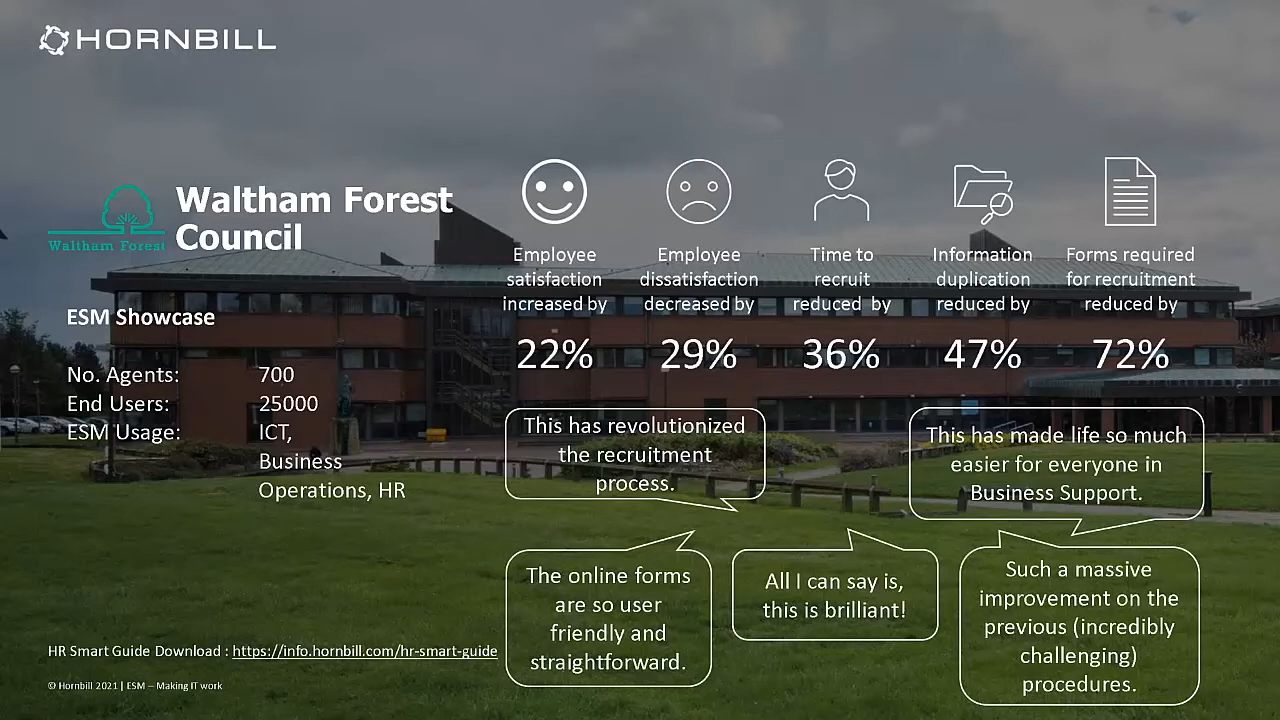 HORNBILL
Waltham Forest
Waltham Forest
Council
ESM Showcase
No. Agents: 700
End Users: 25000
ESM Usage: ICT,
Business
Operations, HR
Employee
satisfaction
increased by
22%
Employee
dissatisfaction
decreased by
29%
Time to
recruit
reduced by
36%
Information
duplication
reduced by
47%
Forms required
for recruitment
reduced by
72%
This has revolutionized
the recruitment
process.
This has made life so much
easier for everyone in
Business Support.
The online forms
are so user
friendly and
straightforward.
All I can say is,
this is brilliant!
Such a massive
improvement on the
previous (incredibly
challenging)
procedures.
HR Smart Guide Download : https://info.hornbill.com/hr-smart-guide
© Hornbill 2021 | ESM – Making IT work